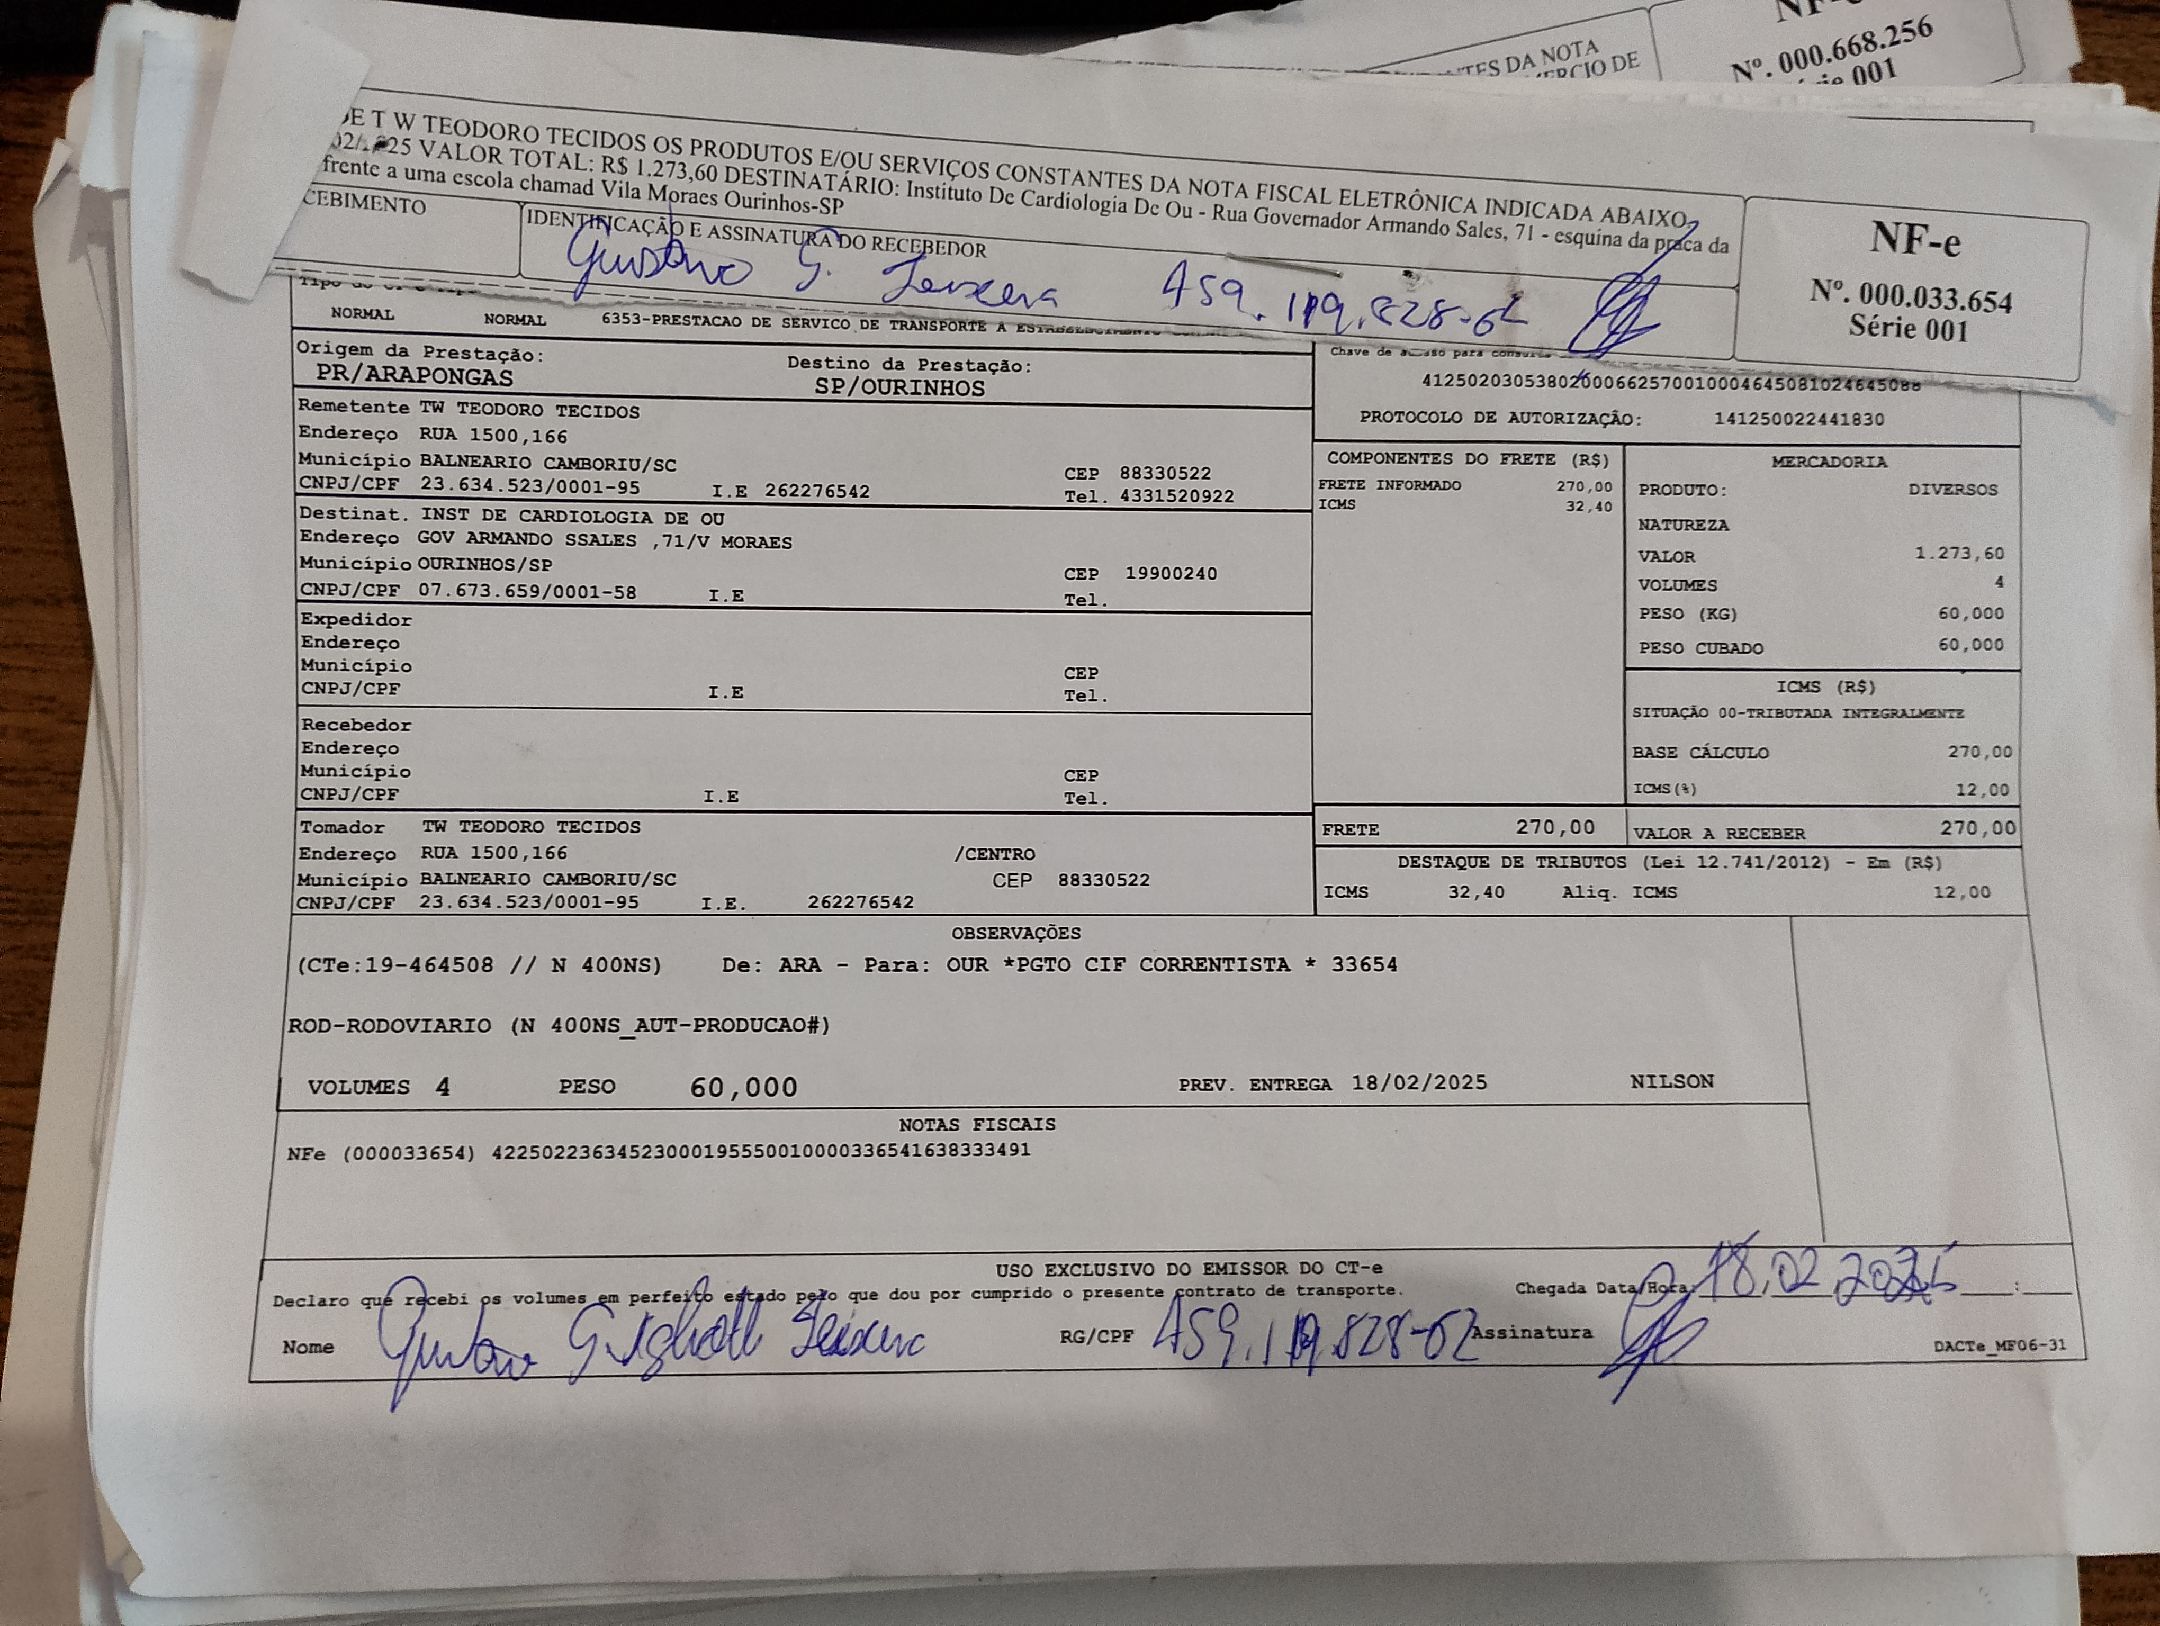 NF-e
TES DA NOTA
Nº. 000.668.256
001
E T W TEODORO TECIDOS OS PRODUTOS E/OU SERVIÇOS CONSTANTES DA NOTA FISCAL ELETRÔNICA INDICADA ABAIXO.
25 VALOR TOTAL: R$ 1.273,60 DESTINATÁRIO: Instituto De Cardiologia De Ou - Rua Governador Armando Sales, 71 - esquina da praca da
frente a uma escola chamad Vila Moraes Ourinhos-SP
CEBIMENTO
IDENTIFICAÇÃO E ASSINATURA DO RECEBEDOR
Gustavo G. Teixeira 459.119.828-62
NF-e
Nº. 000.033.654
Série 001
NORMAL NORMAL 6353-PRESTACAO DE SERVICO DE TRANSPORTE A
Origem da Prestação: Destino da Prestação:
PR/ARAPONGAS SP/OURINHOS
Remetente TW TEODORO TECIDOS
Endereço RUA 1500,166
Município BALNEARIO CAMBORIU/SC CEP 88330522
CNPJ/CPF 23.634.523/0001-95 I.E 262276542 Tel. 4331520922
Destinat. INST DE CARDIOLOGIA DE OU
Endereço GOV ARMANDO SSALES ,71/V MORAES
Município OURINHOS/SP CEP 19900240
CNPJ/CPF 07.673.659/0001-58 I.E Tel.
Expedidor
Endereço
Município CEP
CNPJ/CPF I.E Tel.
Recebedor
Endereço
Município CEP
CNPJ/CPF I.E Tel.
Tomador TW TEODORO TECIDOS
Endereço RUA 1500,166 /CENTRO
Município BALNEARIO CAMBORIU/SC CEP 88330522
CNPJ/CPF 23.634.523/0001-95 I.E. 262276542
Chave de acesso para
41250203053802000662570010004645081024645088
PROTOCOLO DE AUTORIZAÇÃO: 141250022441830
COMPONENTES DO FRETE (R$)
FRETE INFORMADO 270,00
ICMS 32,40
MERCADORIA
PRODUTO: DIVERSOS
NATUREZA
VALOR 1.273,60
VOLUMES 4
PESO (KG) 60,000
PESO CUBADO 60,000
ICMS (R$)
SITUAÇÃO 00-TRIBUTADA INTEGRALMENTE
BASE CÁLCULO 270,00
ICMS(%) 12,00
FRETE 270,00 VALOR A RECEBER 270,00
DESTAQUE DE TRIBUTOS (Lei 12.741/2012) - Em (R$)
ICMS 32,40 Aliq. ICMS 12,00
OBSERVAÇÕES
(CTe:19-464508 // N 400NS) De: ARA - Para: OUR *PGTO CIF CORRENTISTA * 33654
ROD-RODOVIARIO (N 400NS_AUT-PRODUCAO#)
VOLUMES 4 PESO 60,000 PREV. ENTREGA 18/02/2025 NILSON
NOTAS FISCAIS
NFe (000033654) 42250223634523000195550010000336541638333491
USO EXCLUSIVO DO EMISSOR DO CT-e
Declaro que recebi os volumes em perfeito estado pelo que dou por cumprido o presente contrato de transporte. Chegada Data/Hora 18.02
Nome Gustavo Teixeira RG/CPF 459.119.828-62 Assinatura
DACTe_MF06-31